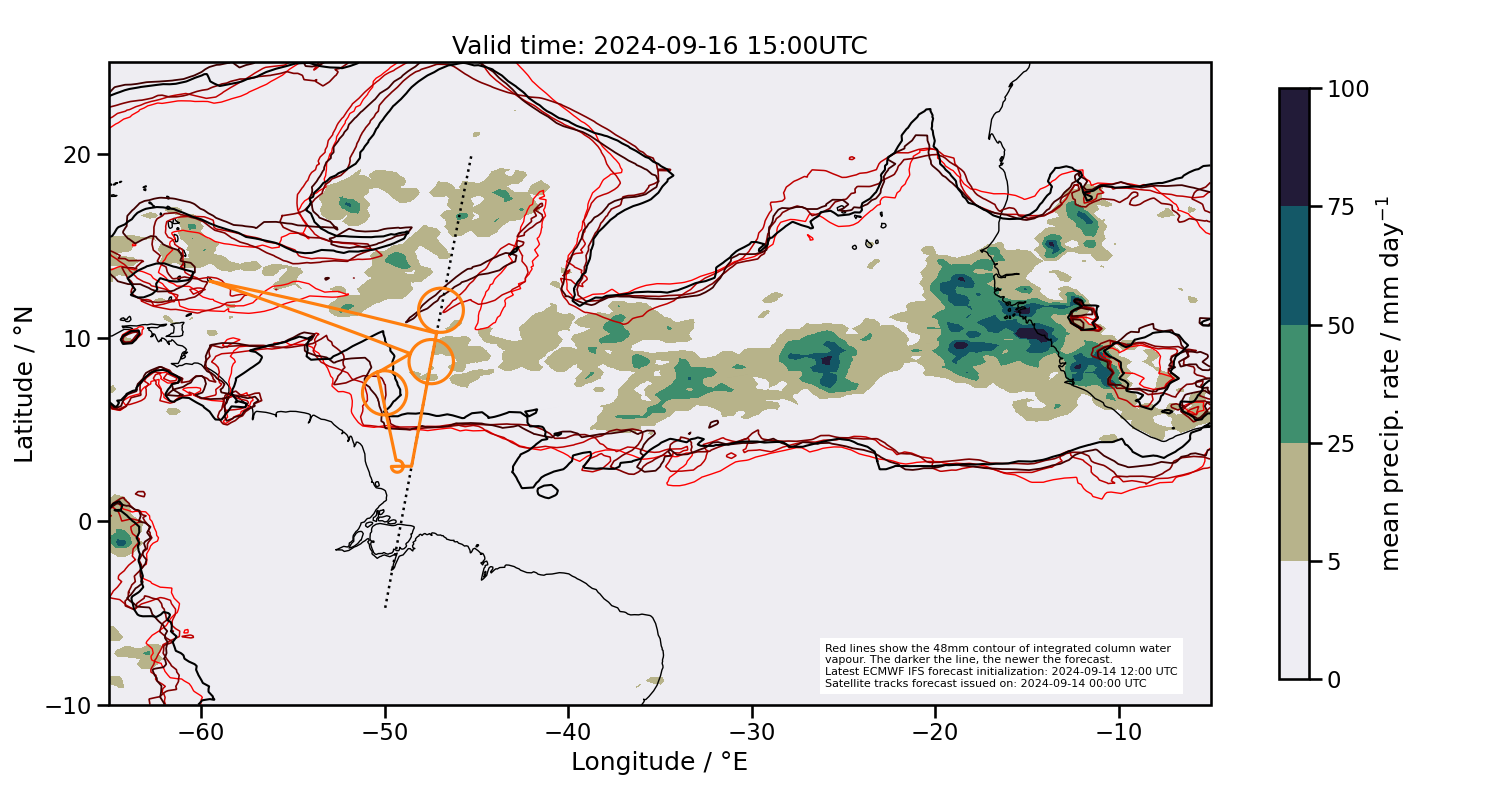 Valid time: 2024-09-16 15:00UTC
Latitude / °N
20
10
0
−10
−60
−50
−40
−30
−20
−10
Longitude / °E
Red lines show the 48mm contour of integrated column water
vapour. The darker the line, the newer the forecast.
Latest ECMWF IFS forecast initialization: 2024-09-14 12:00 UTC
Satellite tracks forecast issued on: 2024-09-14 00:00 UTC
100
75
50
25
5
0
mean precip. rate / mm day⁻¹